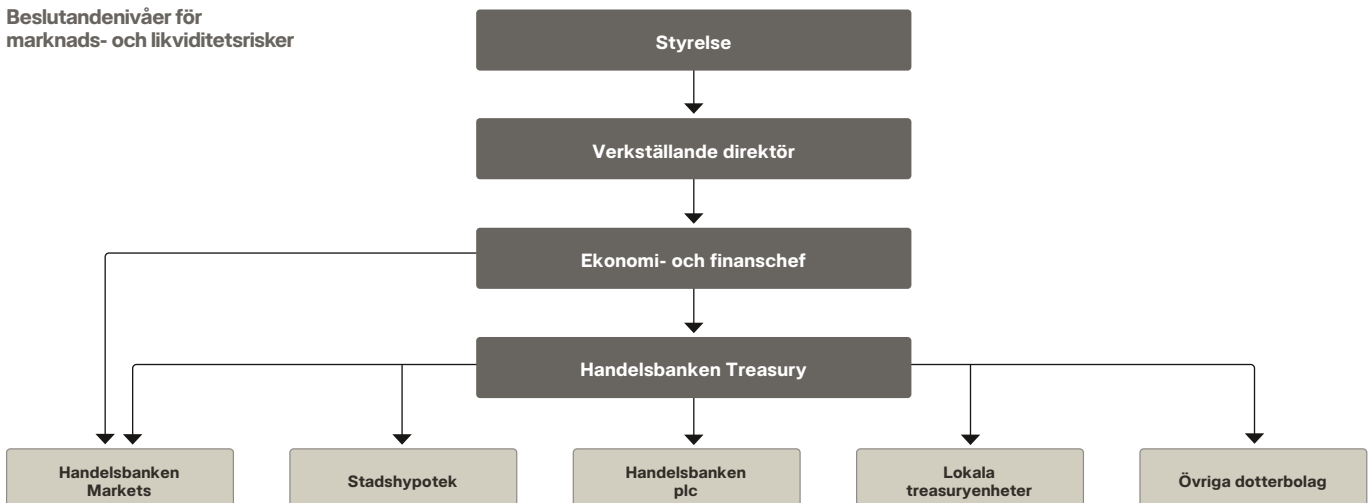 Beslutandenivåer för
marknads- och likviditetsrisker
Styrelse
Verkställande direktör
Ekonomi- och finanschef
Handelsbanken Treasury
Handelsbanken
Markets
Stadshypotek
Handelsbanken
plc
Lokala
treasuryenheter
Övriga dotterbolag